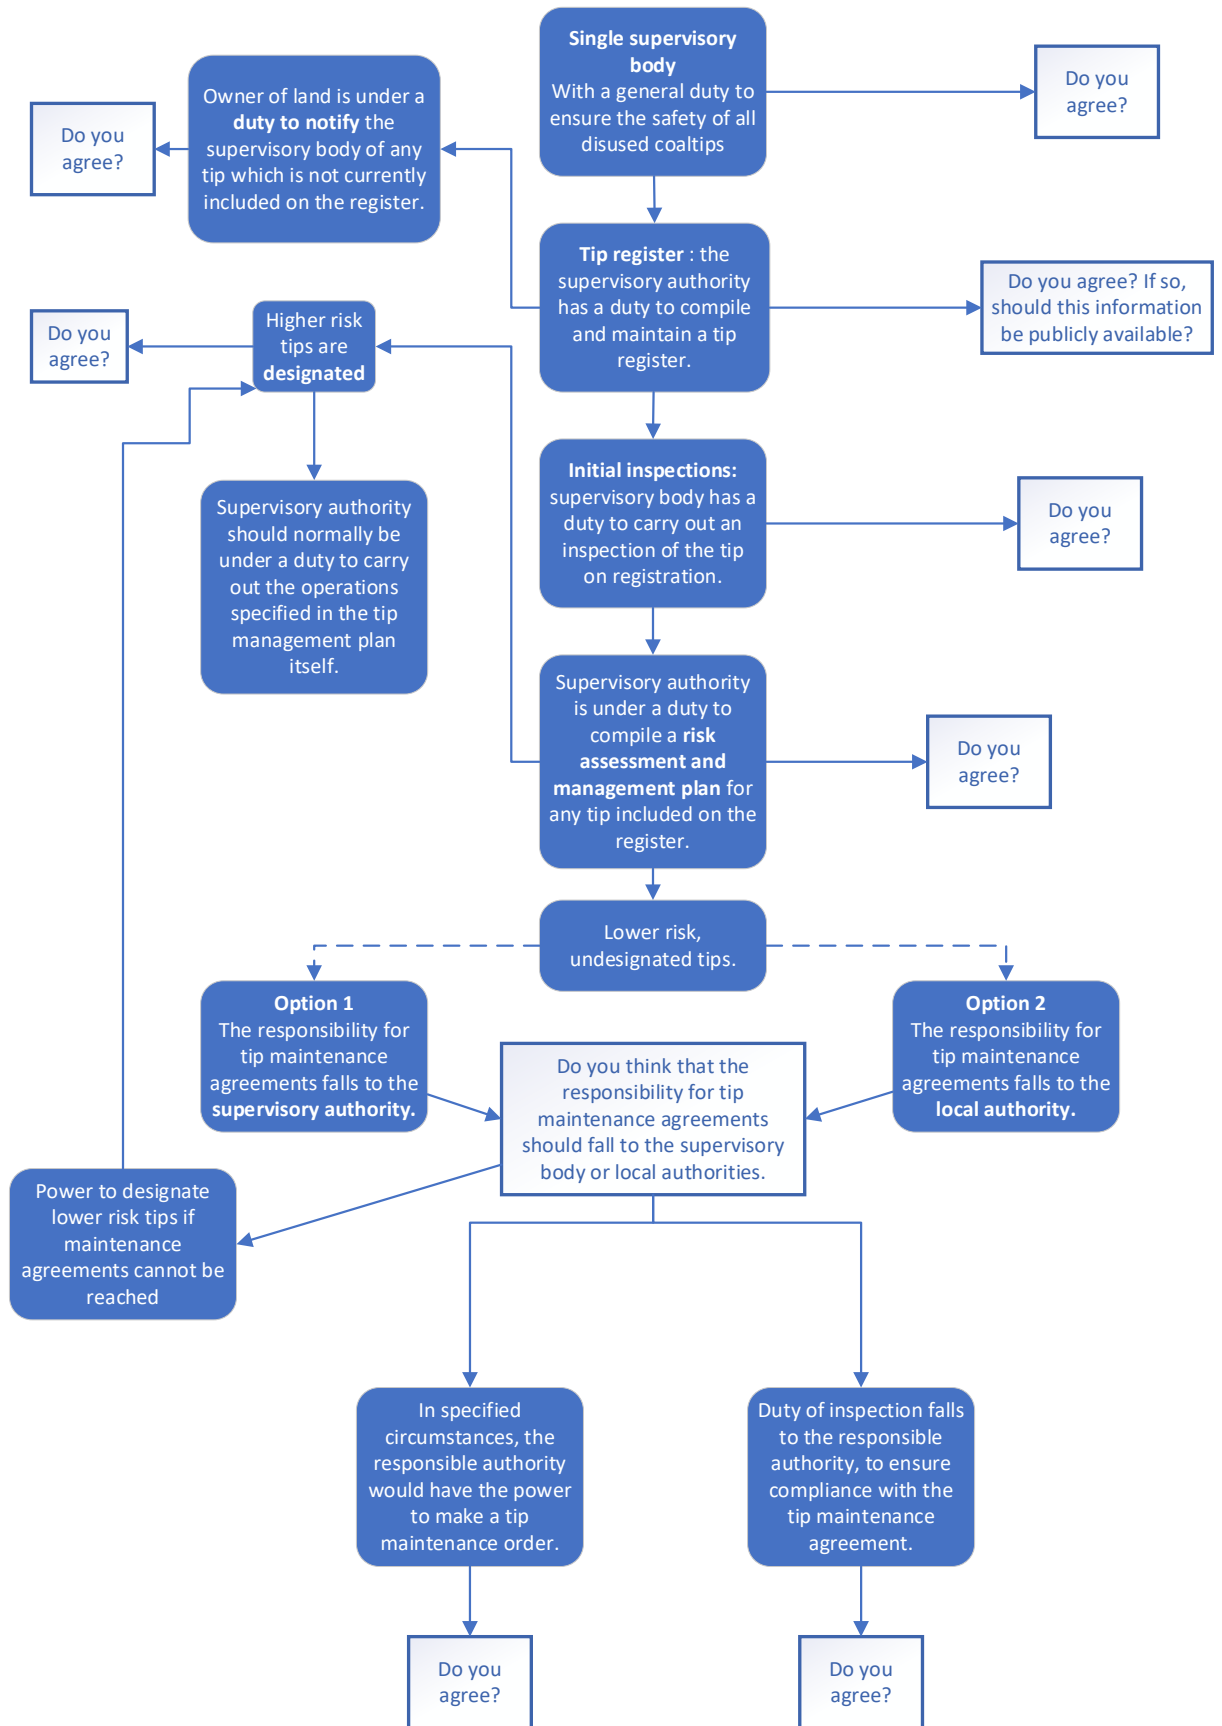 Single supervisory
body
With a general duty to
ensure the safety of all
disused coaltips
Do you
agree?
Owner of land is under a
duty to notify the
supervisory body of any
tip which is not currently
included on the register.
Do you
agree?
Tip register : the
supervisory authority
has a duty to compile
and maintain a tip
register.
Do you agree? If so,
should this information
be publicly available?
Higher risk
tips are
designated
Do you
agree?
Initial inspections:
supervisory body has a
duty to carry out an
inspection of the tip
on registration.
Do you
agree?
Supervisory authority
should normally be
under a duty to carry
out the operations
specified in the tip
management plan
itself.
Supervisory authority
is under a duty to
compile a risk
assessment and
management plan for
any tip included on the
register.
Do you
agree?
Lower risk,
undesignated tips.
Option 1
The responsibility for
tip maintenance
agreements falls to the
supervisory authority.
Option 2
The responsibility for
tip maintenance
agreements falls to the
local authority.
Do you think that the
responsibility for tip
maintenance agreements
should fall to the supervisory
body or local authorities.
Power to designate
lower risk tips if
maintenance
agreements cannot be
reached
In specified
circumstances, the
responsible authority
would have the power
to make a tip
maintenance order.
Duty of inspection falls
to the responsible
authority, to ensure
compliance with the
tip maintenance
agreement.
Do you
agree?
Do you
agree?